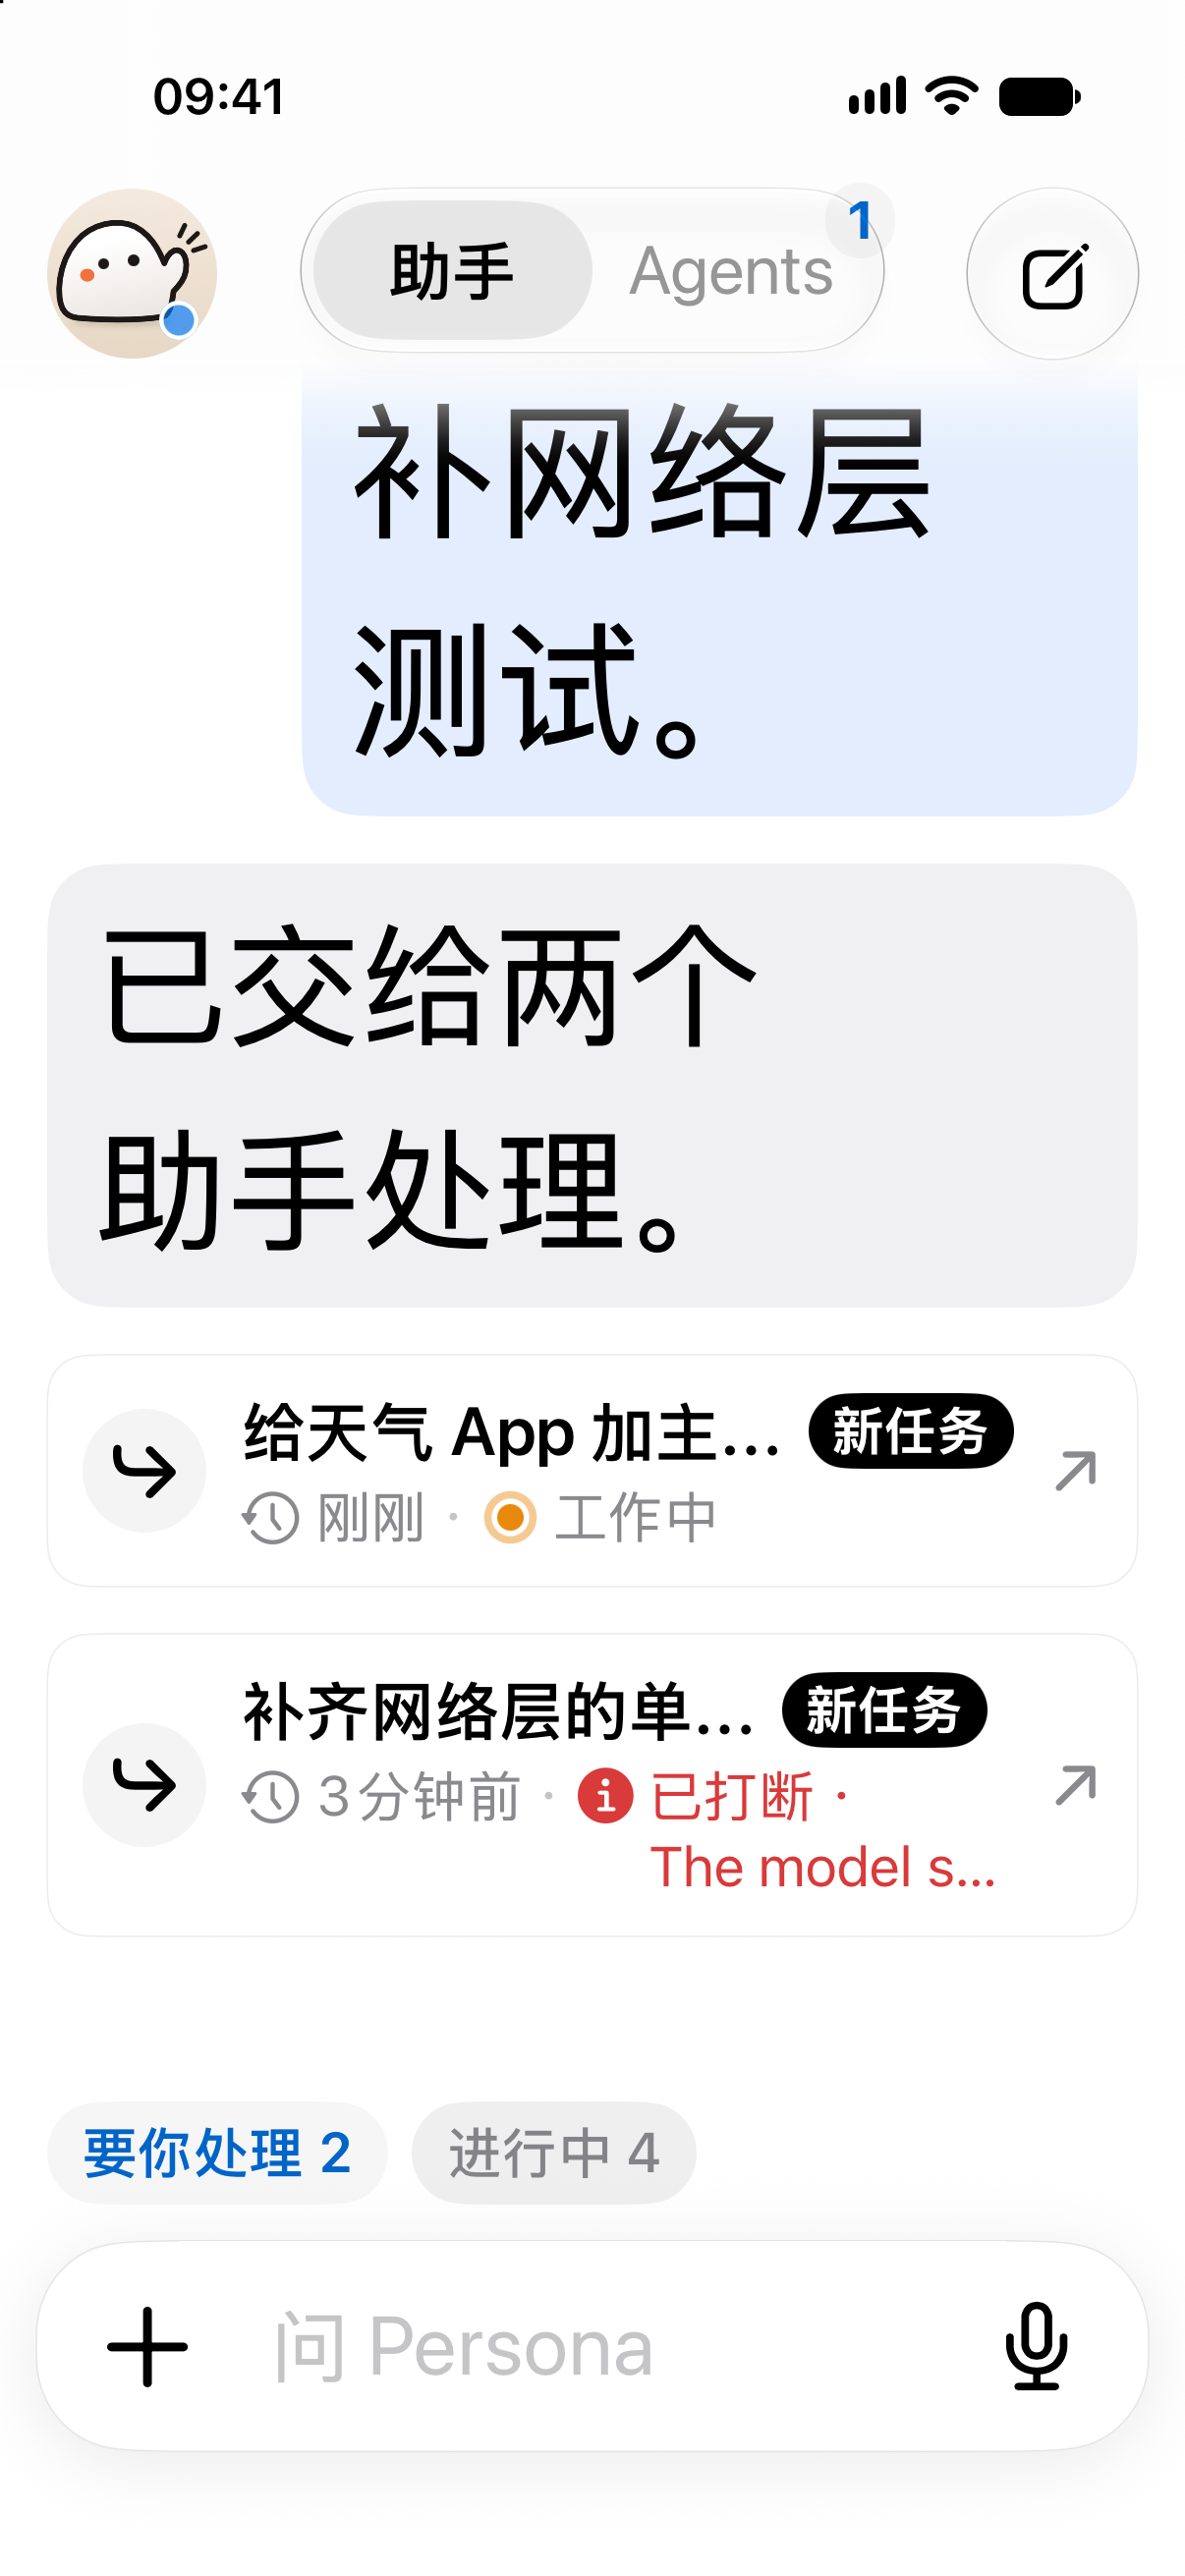 09:41
助手 Agents 1
补网络层
测试。
已交给两个
助手处理。
给天气 App 加主... 新任务
刚刚 · 工作中
补齐网络层的单... 新任务
3分钟前 · 已打断 ·
The model s...
要你处理 2 进行中 4
问 Persona